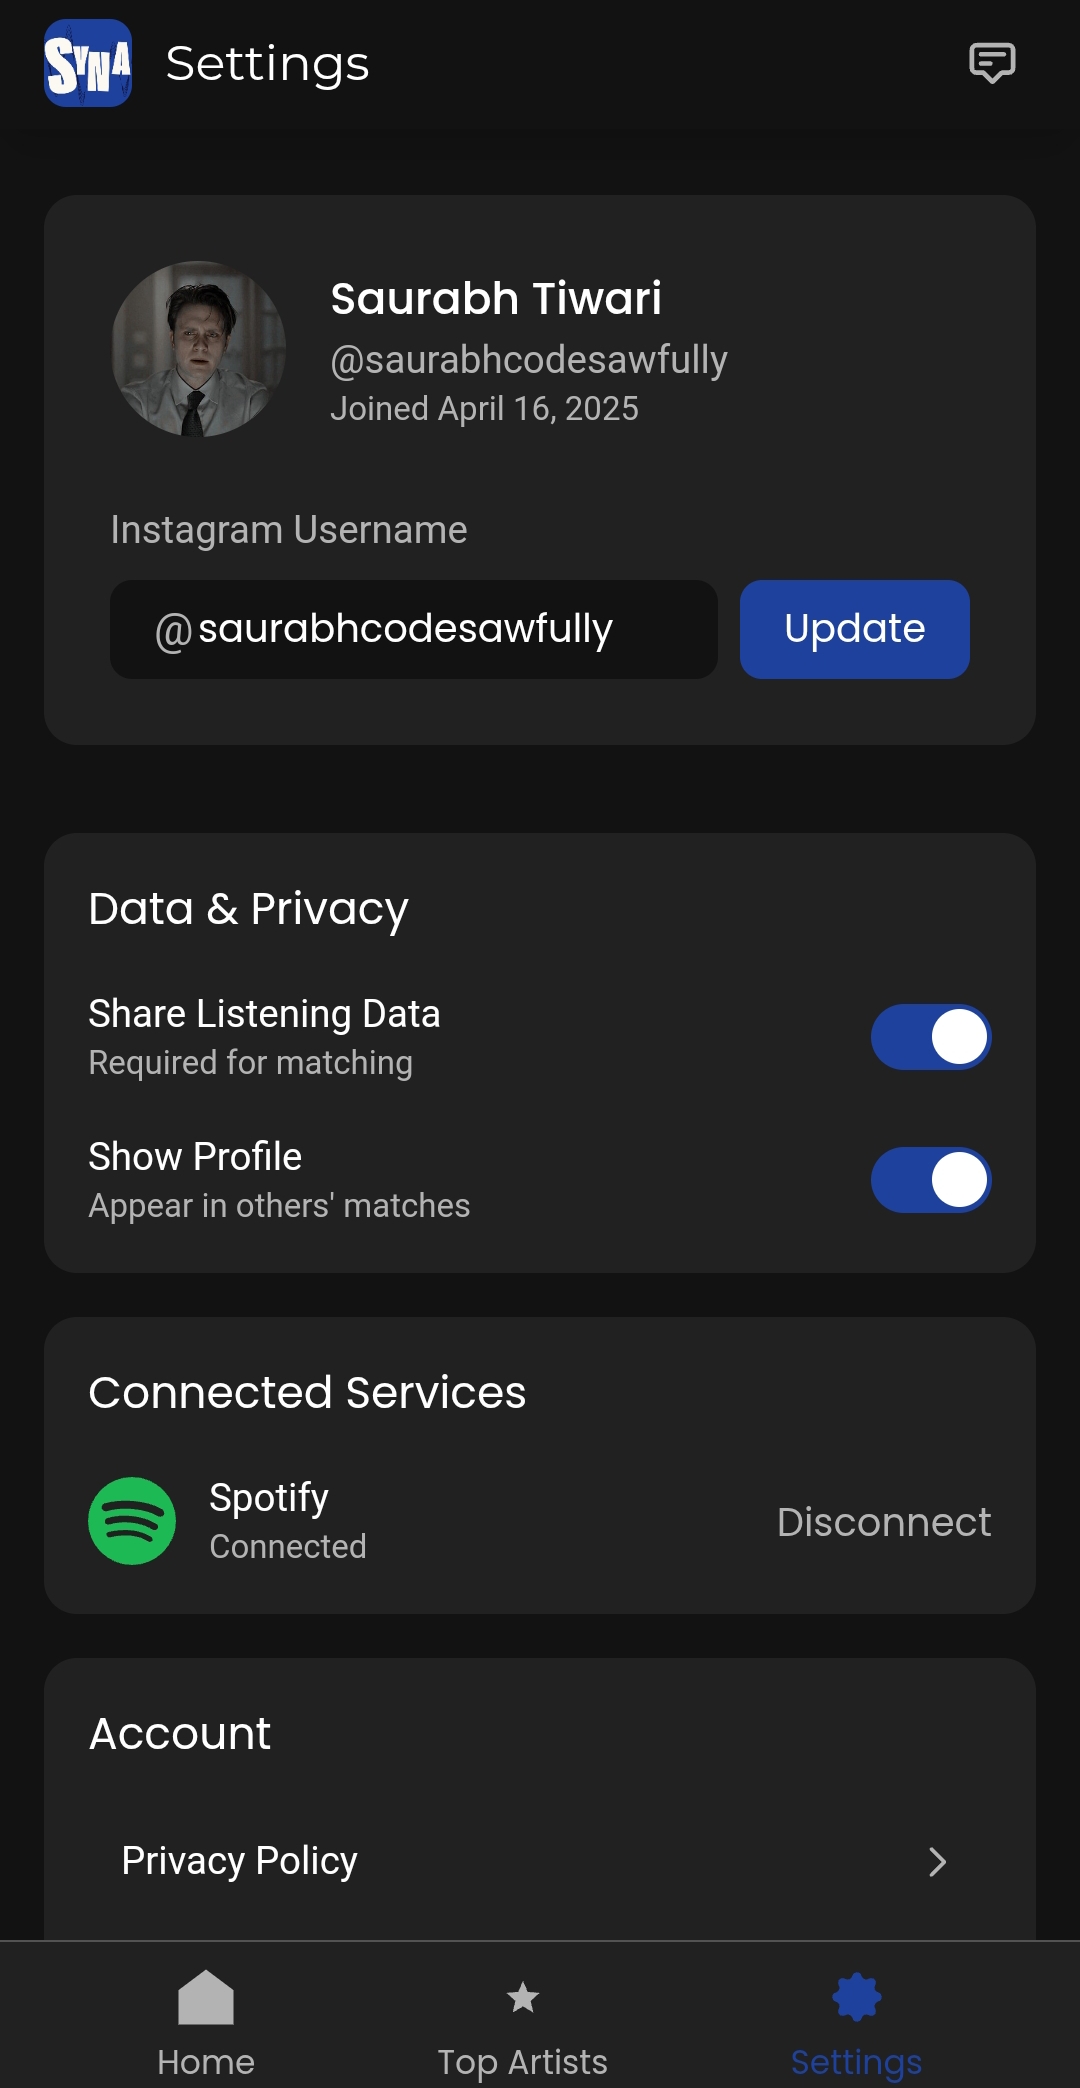 SYNA
Settings
Saurabh Tiwari
@saurabhcodesawfully
Joined April 16, 2025
Instagram Username
@saurabhcodesawfully
Update
Data & Privacy
Share Listening Data
Required for matching
Show Profile
Appear in others' matches
Connected Services
Spotify
Connected
Disconnect
Account
Privacy Policy
Home
Top Artists
Settings